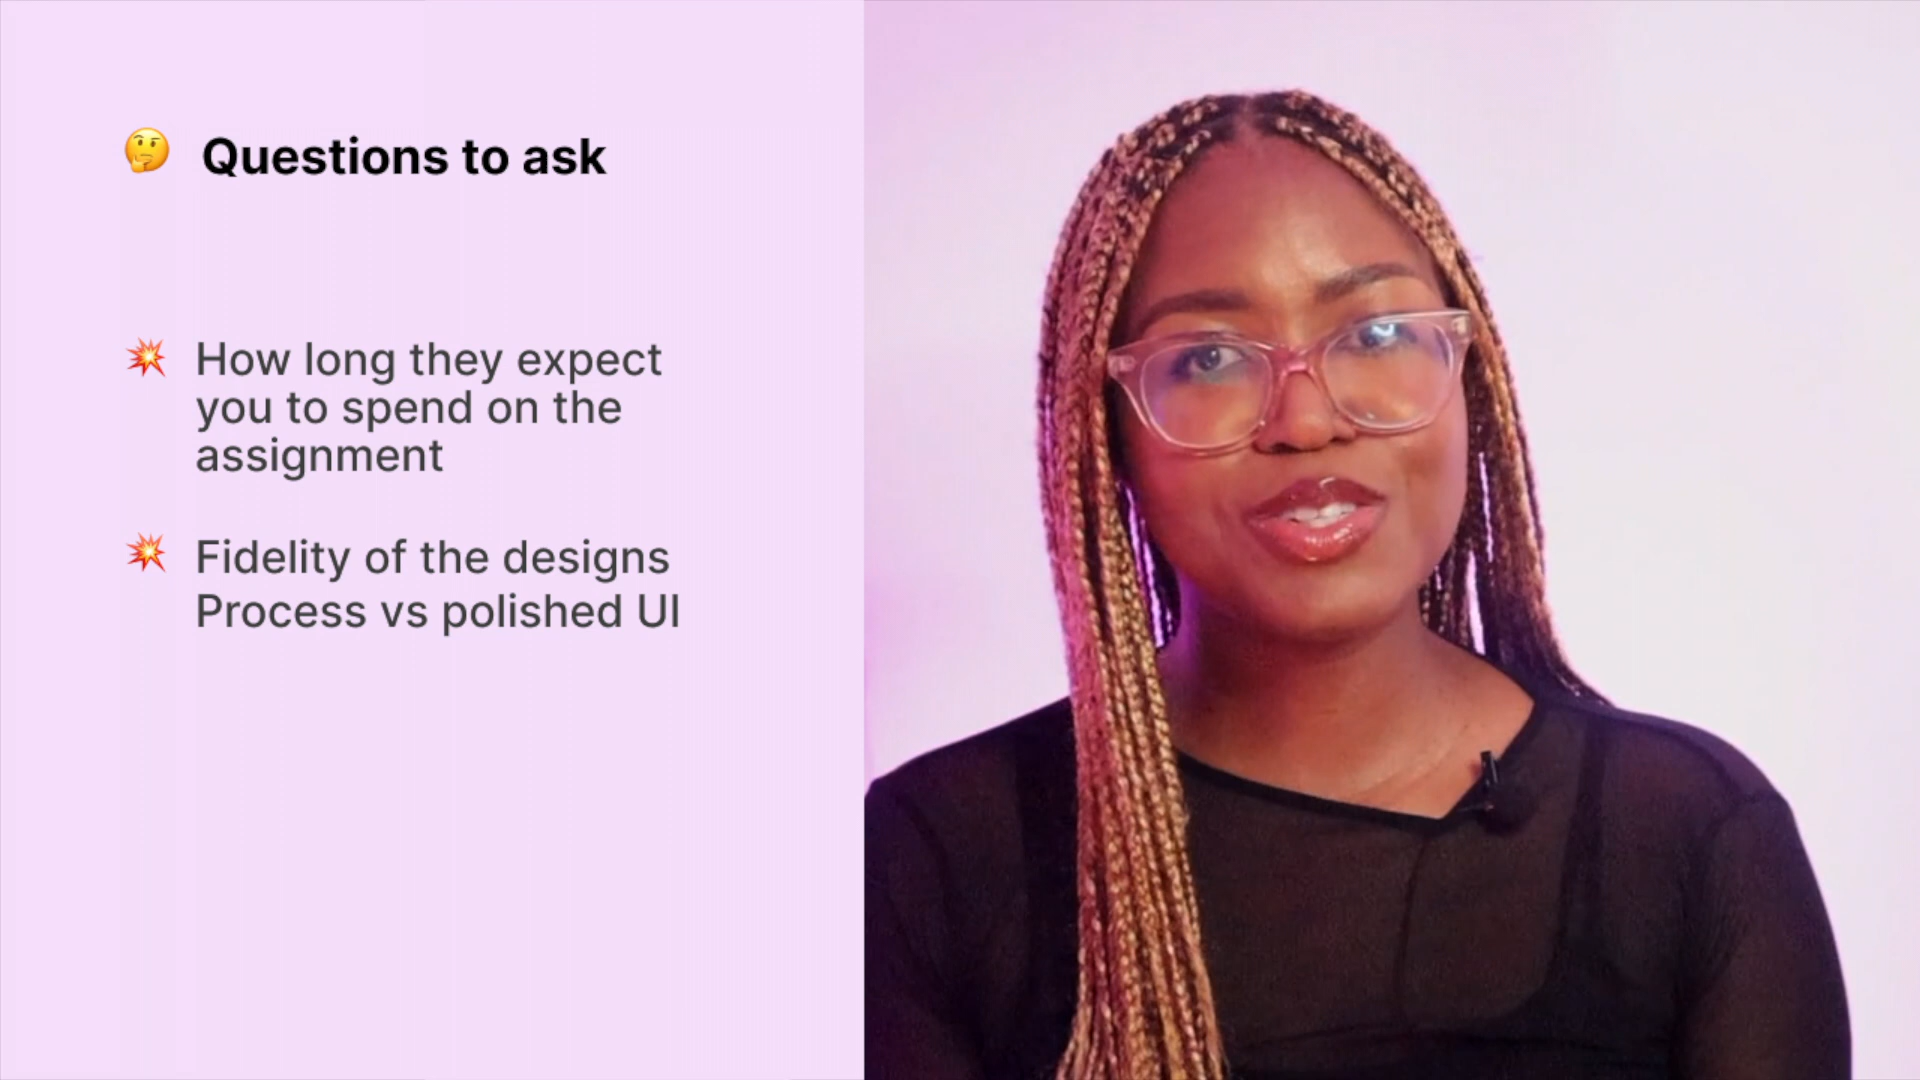 🤔 Questions to ask
💥 How long they expect
you to spend on the
assignment
💥 Fidelity of the designs
Process vs polished UI